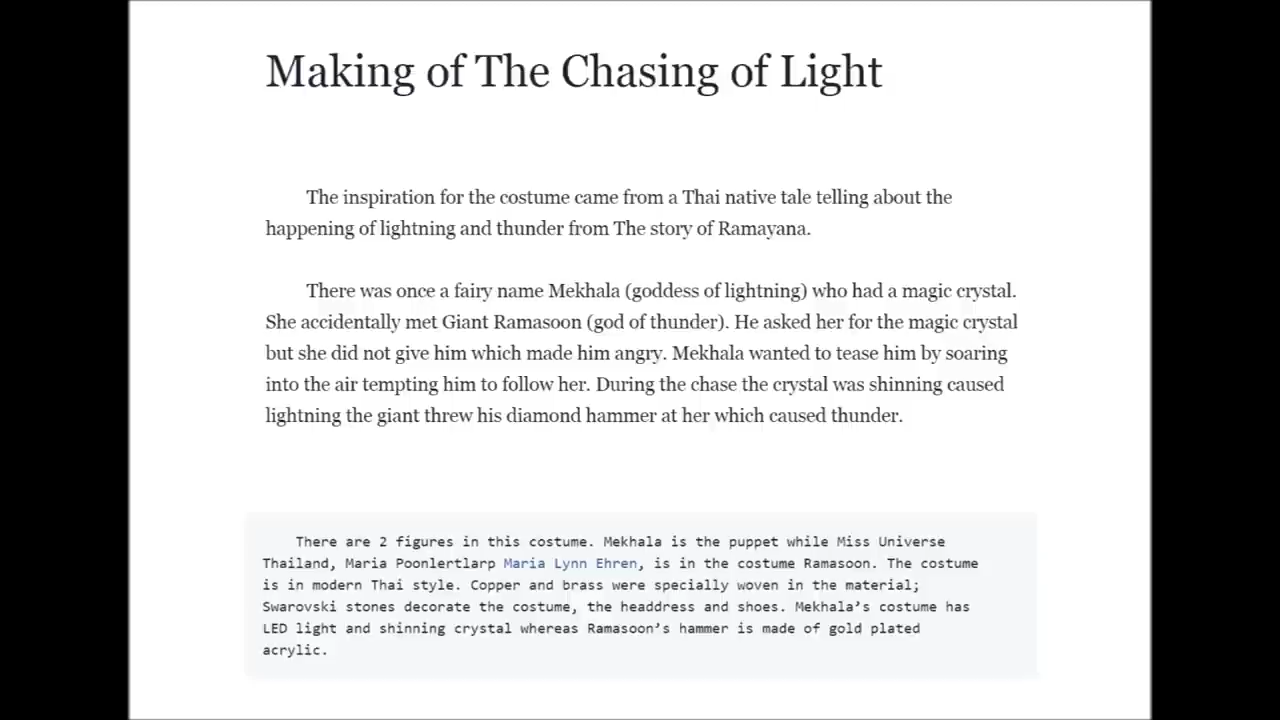 Making of The Chasing of Light
The inspiration for the costume came from a Thai native tale telling about the
happening of lightning and thunder from The story of Ramayana.
There was once a fairy name Mekhala (goddess of lightning) who had a magic crystal.
She accidentally met Giant Ramasoon (god of thunder). He asked her for the magic crystal
but she did not give him which made him angry. Mekhala wanted to tease him by soaring
into the air tempting him to follow her. During the chase the crystal was shinning caused
lightning the giant threw his diamond hammer at her which caused thunder.
There are 2 figures in this costume. Mekhala is the puppet while Miss Universe
Thailand, Maria Poonlertlarp Maria Lynn Ehren, is in the costume Ramasoon. The costume
is in modern Thai style. Copper and brass were specially woven in the material;
Swarovski stones decorate the costume, the headdress and shoes. Mekhala’s costume has
LED light and shinning crystal whereas Ramasoon’s hammer is made of gold plated
acrylic.